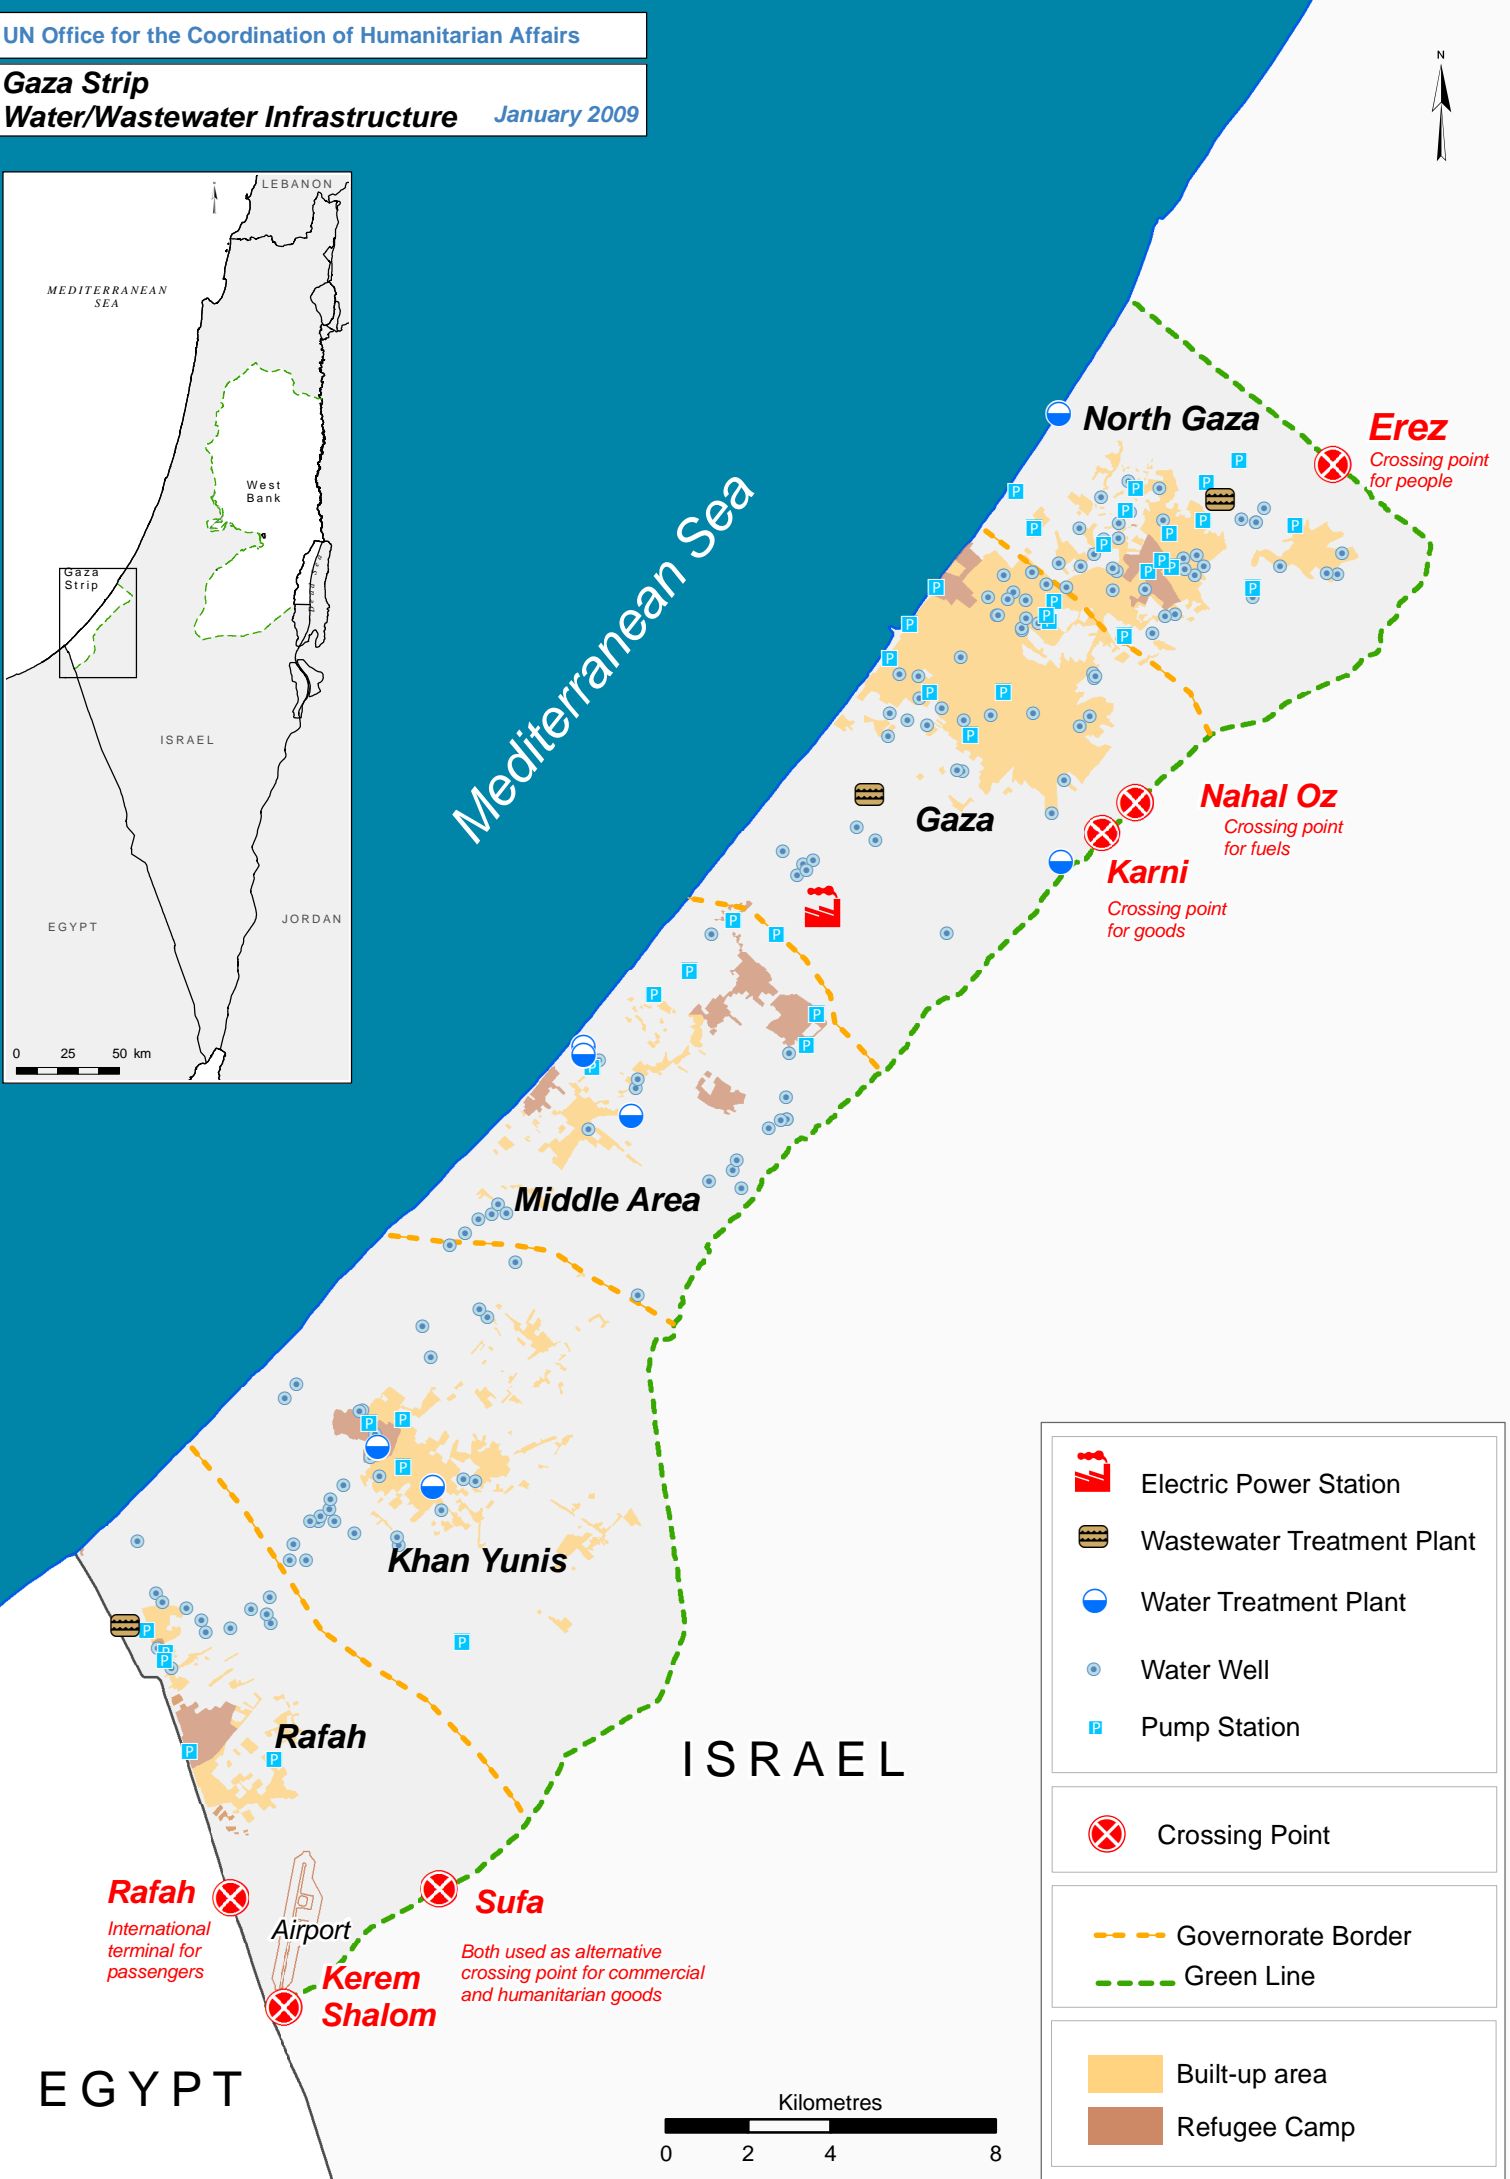 UN Office for the Coordination of Humanitarian Affairs
Gaza Strip
Water/Wastewater Infrastructure January 2009
N
LEBANON
MEDITERRANEAN
SEA
West
Bank
Gaza
Strip
Dead Sea
ISRAEL
EGYPT
JORDAN
0 25 50 km
Mediterranean Sea
North Gaza
Erez
Crossing point
for people
Nahal Oz
Crossing point
for fuels
Gaza
Karni
Crossing point
for goods
Middle Area
Khan Yunis
Rafah
ISRAEL
Rafah
International
terminal for
passengers
Airport
Sufa
Both used as alternative
crossing point for commercial
and humanitarian goods
Kerem
Shalom
EGYPT
Kilometres
0 2 4 8
Electric Power Station
Wastewater Treatment Plant
Water Treatment Plant
Water Well
P Pump Station
Crossing Point
Governorate Border
Green Line
Built-up area
Refugee Camp